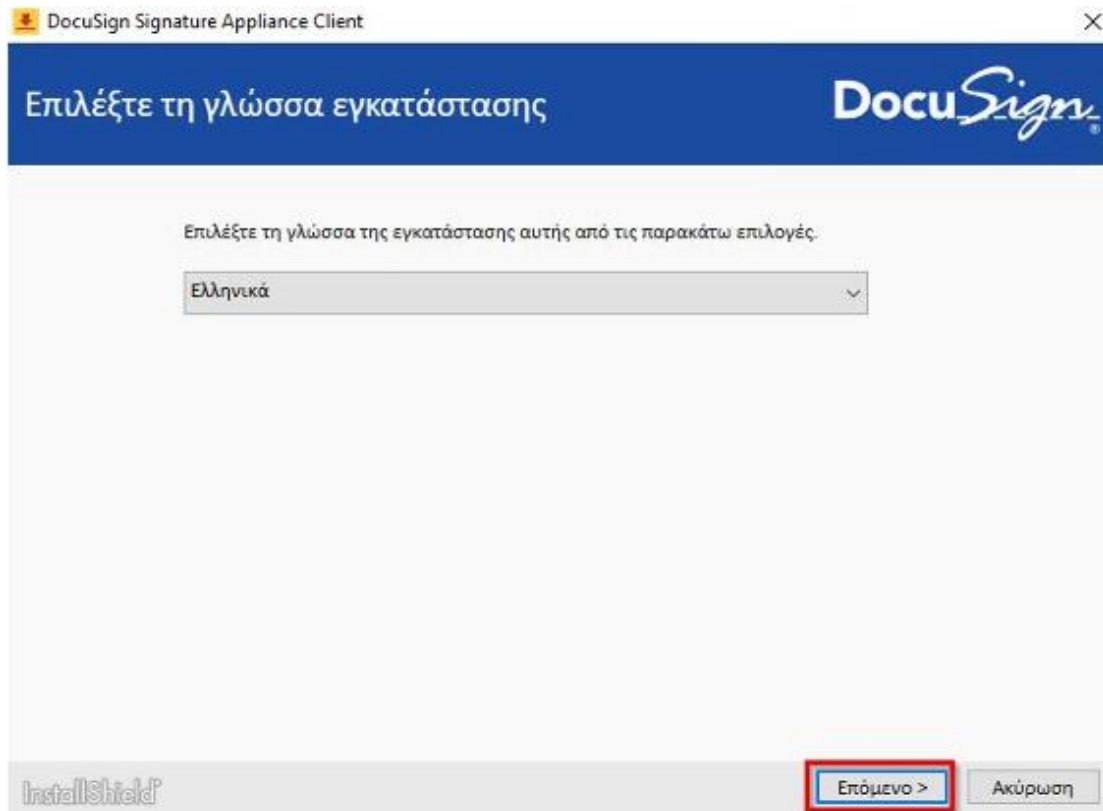 DocuSign Signature Appliance Client
Επιλέξτε τη γλώσσα εγκατάστασης
DocuSign®
Επιλέξτε τη γλώσσα της εγκατάστασης αυτής από τις παρακάτω επιλογές.
Ελληνικά
InstallShield
Επόμενο >
Ακύρωση